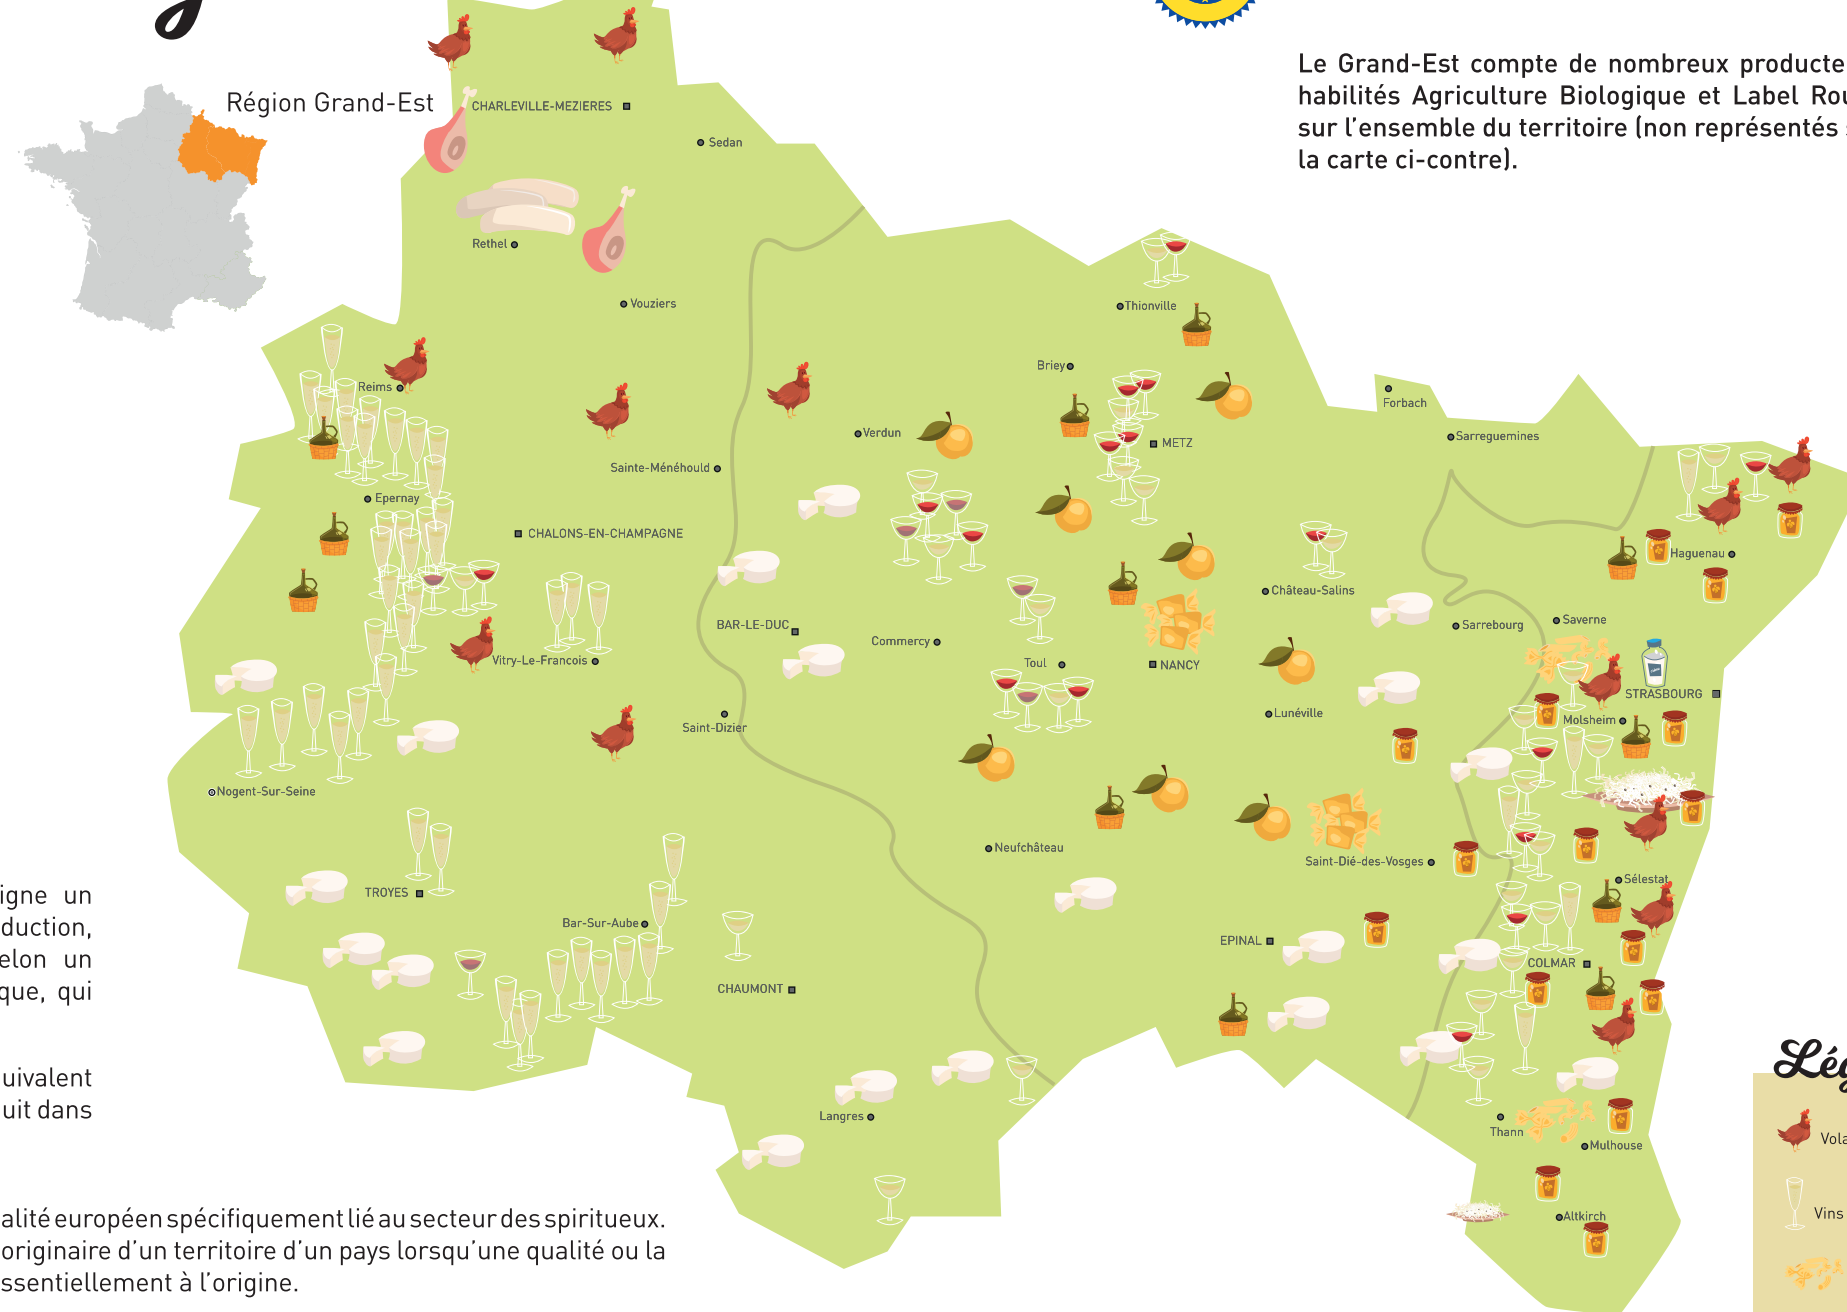 Région Grand-Est
Le Grand-Est compte de nombreux producte
habilités Agriculture Biologique et Label Rou
sur l'ensemble du territoire (non représentés
la carte ci-contre).
CHARLEVILLE-MEZIERES
Sedan
Rethel
Vouziers
Thionville
Briey
Reims
Forbach
Verdun
METZ
Sarreguemines
Sainte-Ménéhould
Epernay
CHALONS-EN-CHAMPAGNE
Haguenau
Château-Salins
BAR-LE-DUC
Commercy
Sarrebourg
Saverne
Vitry-Le-Francois
Toul
NANCY
STRASBOURG
Saint-Dizier
Lunéville
Molsheim
Nogent-Sur-Seine
Neufchâteau
Saint-Dié-des-Vosges
Sélestat
TROYES
Bar-Sur-Aube
EPINAL
COLMAR
CHAUMONT
Langres
Thann
Mulhouse
Altkirch
igne un
duction,
elon un
que, qui
uivalent
uit dans
alité européen spécifiquement lié au secteur des spiritueux.
originaire d'un territoire d'un pays lorsqu'une qualité ou la
ssentiellement à l'origine.
Lég
Vola
Vins